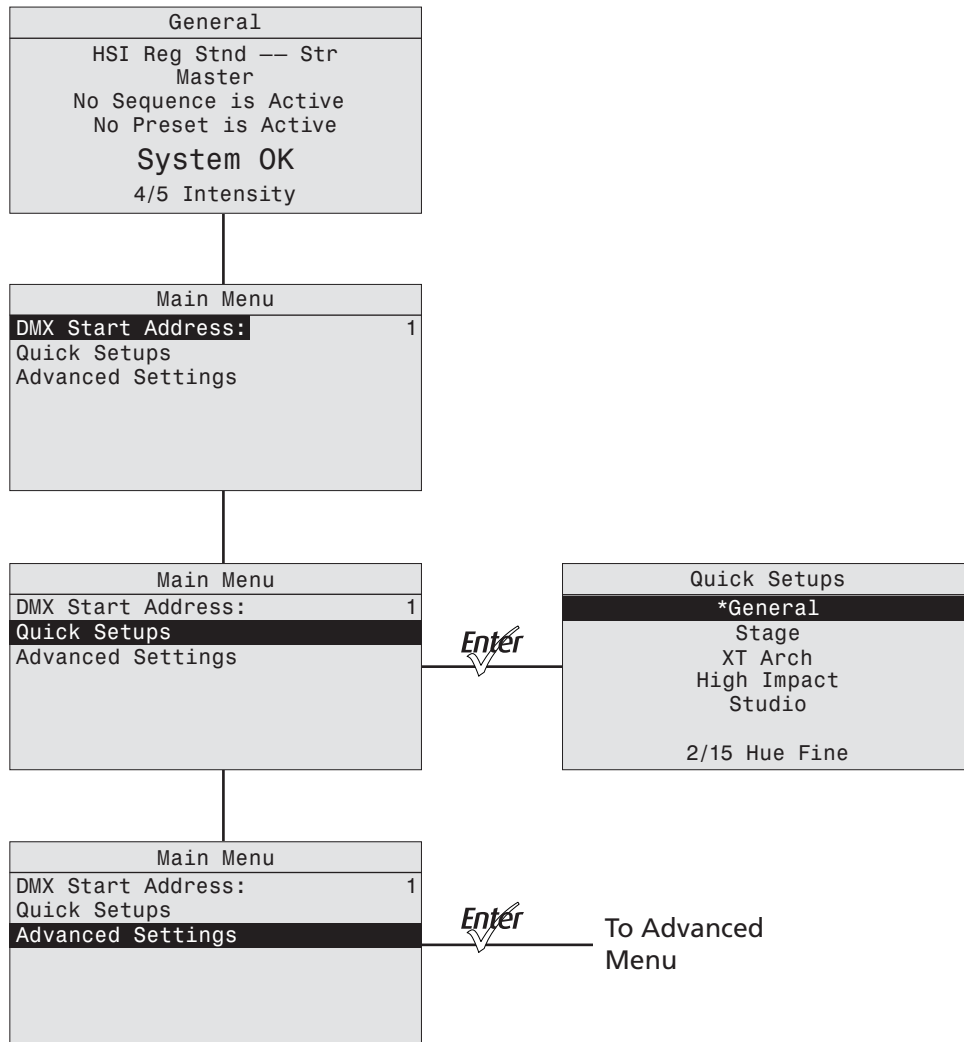 General
HSI Reg Stnd –– Str
Master
No Sequence is Active
No Preset is Active
System OK
4/5 Intensity
Main Menu
DMX Start Address: 1
Quick Setups
Advanced Settings
Main Menu
DMX Start Address: 1
Quick Setups
Advanced Settings
Enter
Quick Setups
*General
Stage
XT Arch
High Impact
Studio
2/15 Hue Fine
Main Menu
DMX Start Address: 1
Quick Setups
Advanced Settings
Enter
To Advanced
Menu